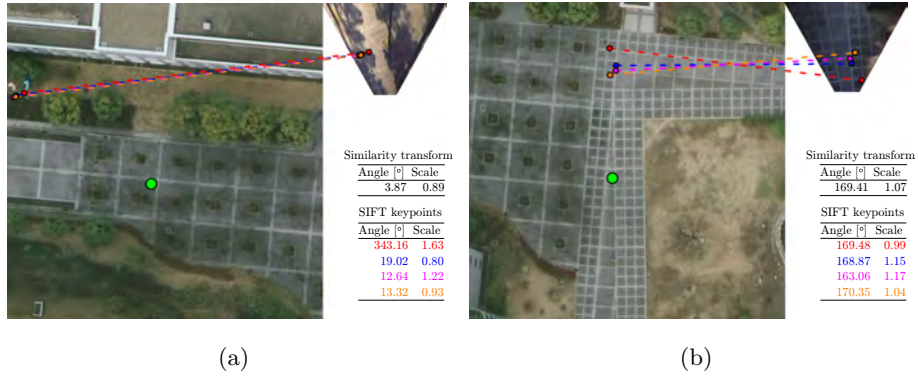 Similarity transform
Angle [°] Scale
3.87 0.89
SIFT keypoints
Angle [°] Scale
343.16 1.63
19.02 0.80
12.64 1.22
13.32 0.93
Similarity transform
Angle [°] Scale
169.41 1.07
SIFT keypoints
Angle [°] Scale
169.48 0.99
168.87 1.15
163.06 1.17
170.35 1.04
(a)
(b)